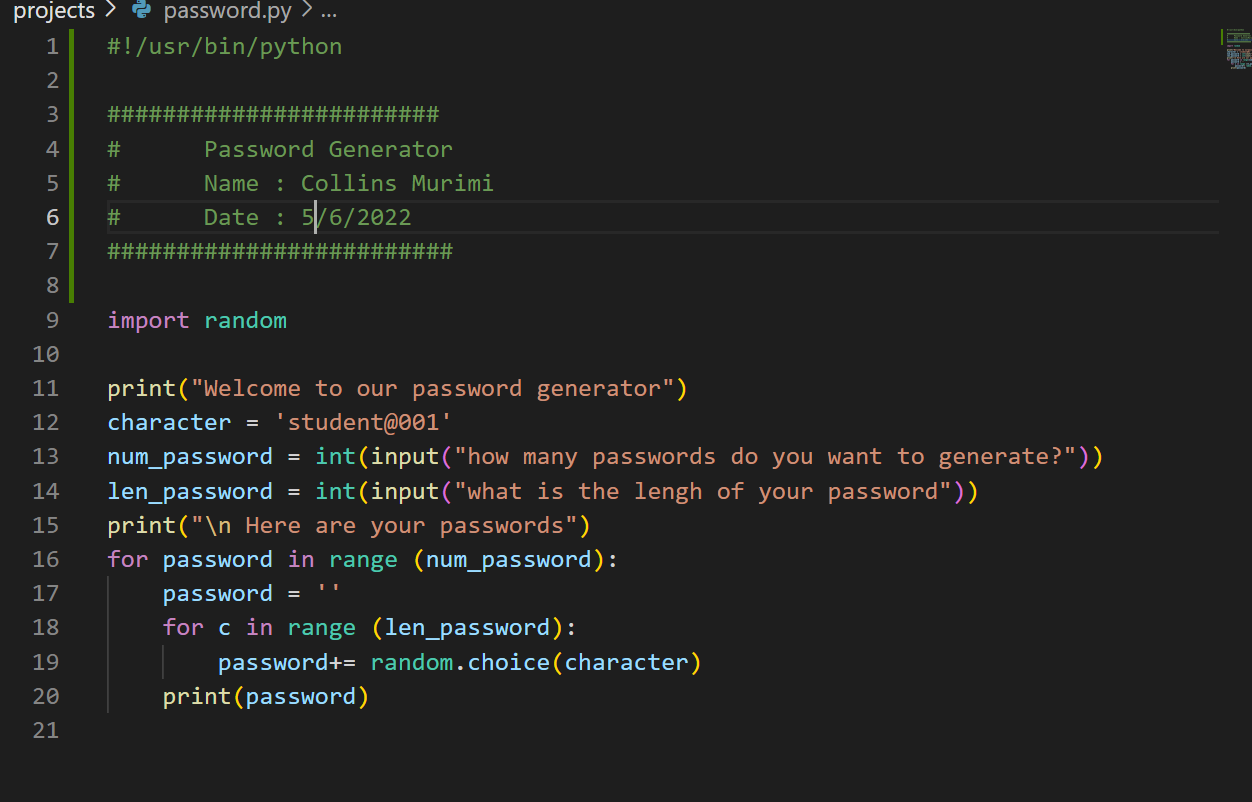 projects > password.py > ...
1 #!/usr/bin/python
2
3 ########################
4 #      Password Generator
5 #      Name : Collins Murimi
6 #      Date : 5/6/2022
7 #########################
8
9 import random
10
11 print("Welcome to our password generator")
12 character = 'student@001'
13 num_password = int(input("how many passwords do you want to generate?"))
14 len_password = int(input("what is the lengh of your password"))
15 print("\n Here are your passwords")
16 for password in range (num_password):
17     password = ''
18     for c in range (len_password):
19         password+= random.choice(character)
20     print(password)
21